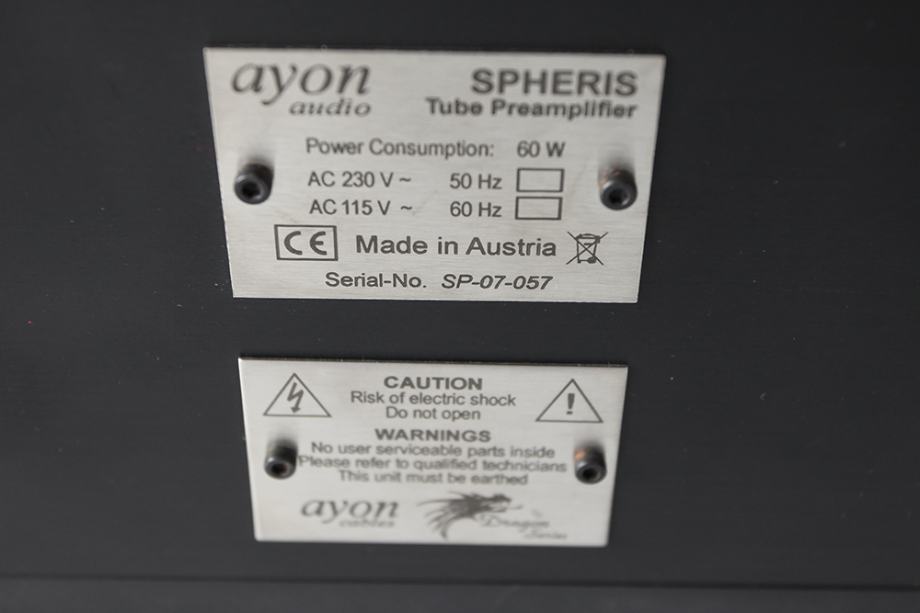 ayon
audio
SPHERIS
Tube Preamplifier
Power Consumption: 60 W
AC 230 V ~ 50 Hz
AC 115 V ~ 60 Hz
CE Made in Austria
Serial-No. SP-07-057
CAUTION
Risk of electric shock
Do not open
WARNINGS
No user serviceable parts inside
Please refer to qualified technicians
This unit must be earthed
ayon
cables
Dragon
Series